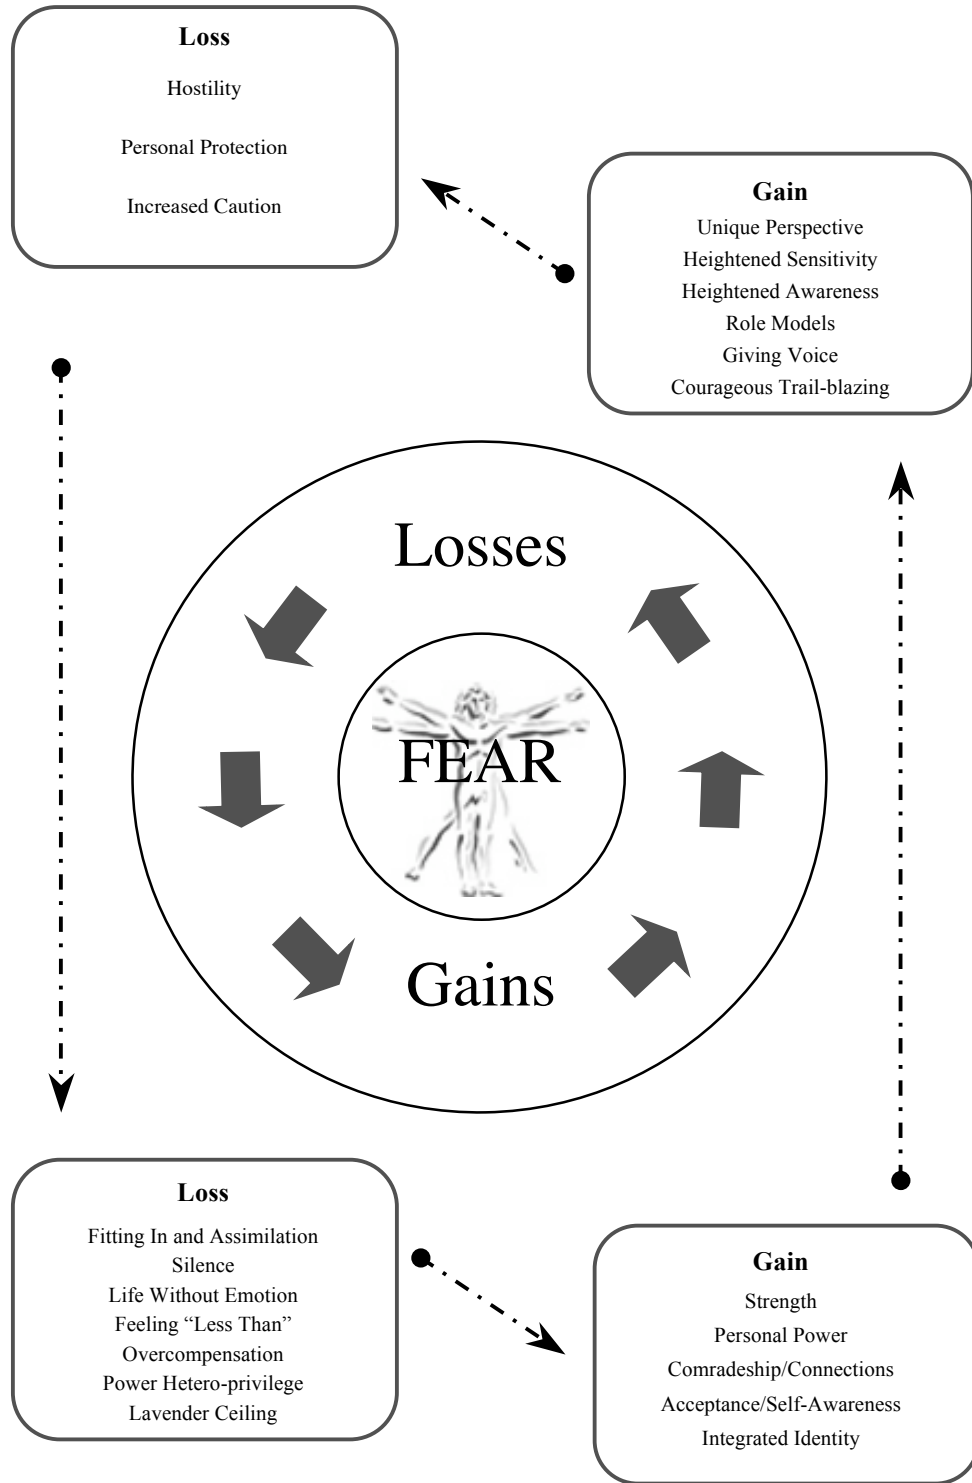 Loss
Hostility
Personal Protection
Increased Caution
Gain
Unique Perspective
Heightened Sensitivity
Heightened Awareness
Role Models
Giving Voice
Courageous Trail-blazing
Losses
FEAR
Gains
Loss
Fitting In and Assimilation
Silence
Life Without Emotion
Feeling “Less Than”
Overcompensation
Power Hetero-privilege
Lavender Ceiling
Gain
Strength
Personal Power
Comradeship/Connections
Acceptance/Self-Awareness
Integrated Identity